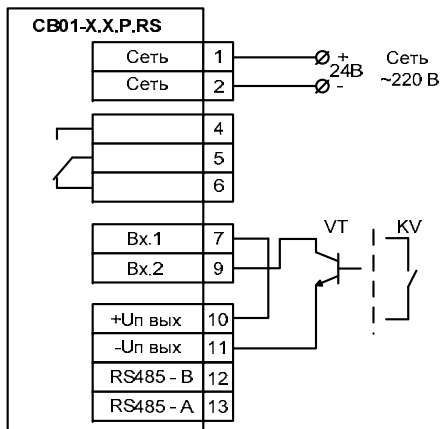 СВ01-Х.Х.Р.RS
Сеть 1 + Сеть
24В ~220 В
Сеть 2 -
4
5
6
Вх.1 7 VT KV
Вх.2 9
+Uп вых 10
-Uп вых 11
RS485 - В 12
RS485 - А 13